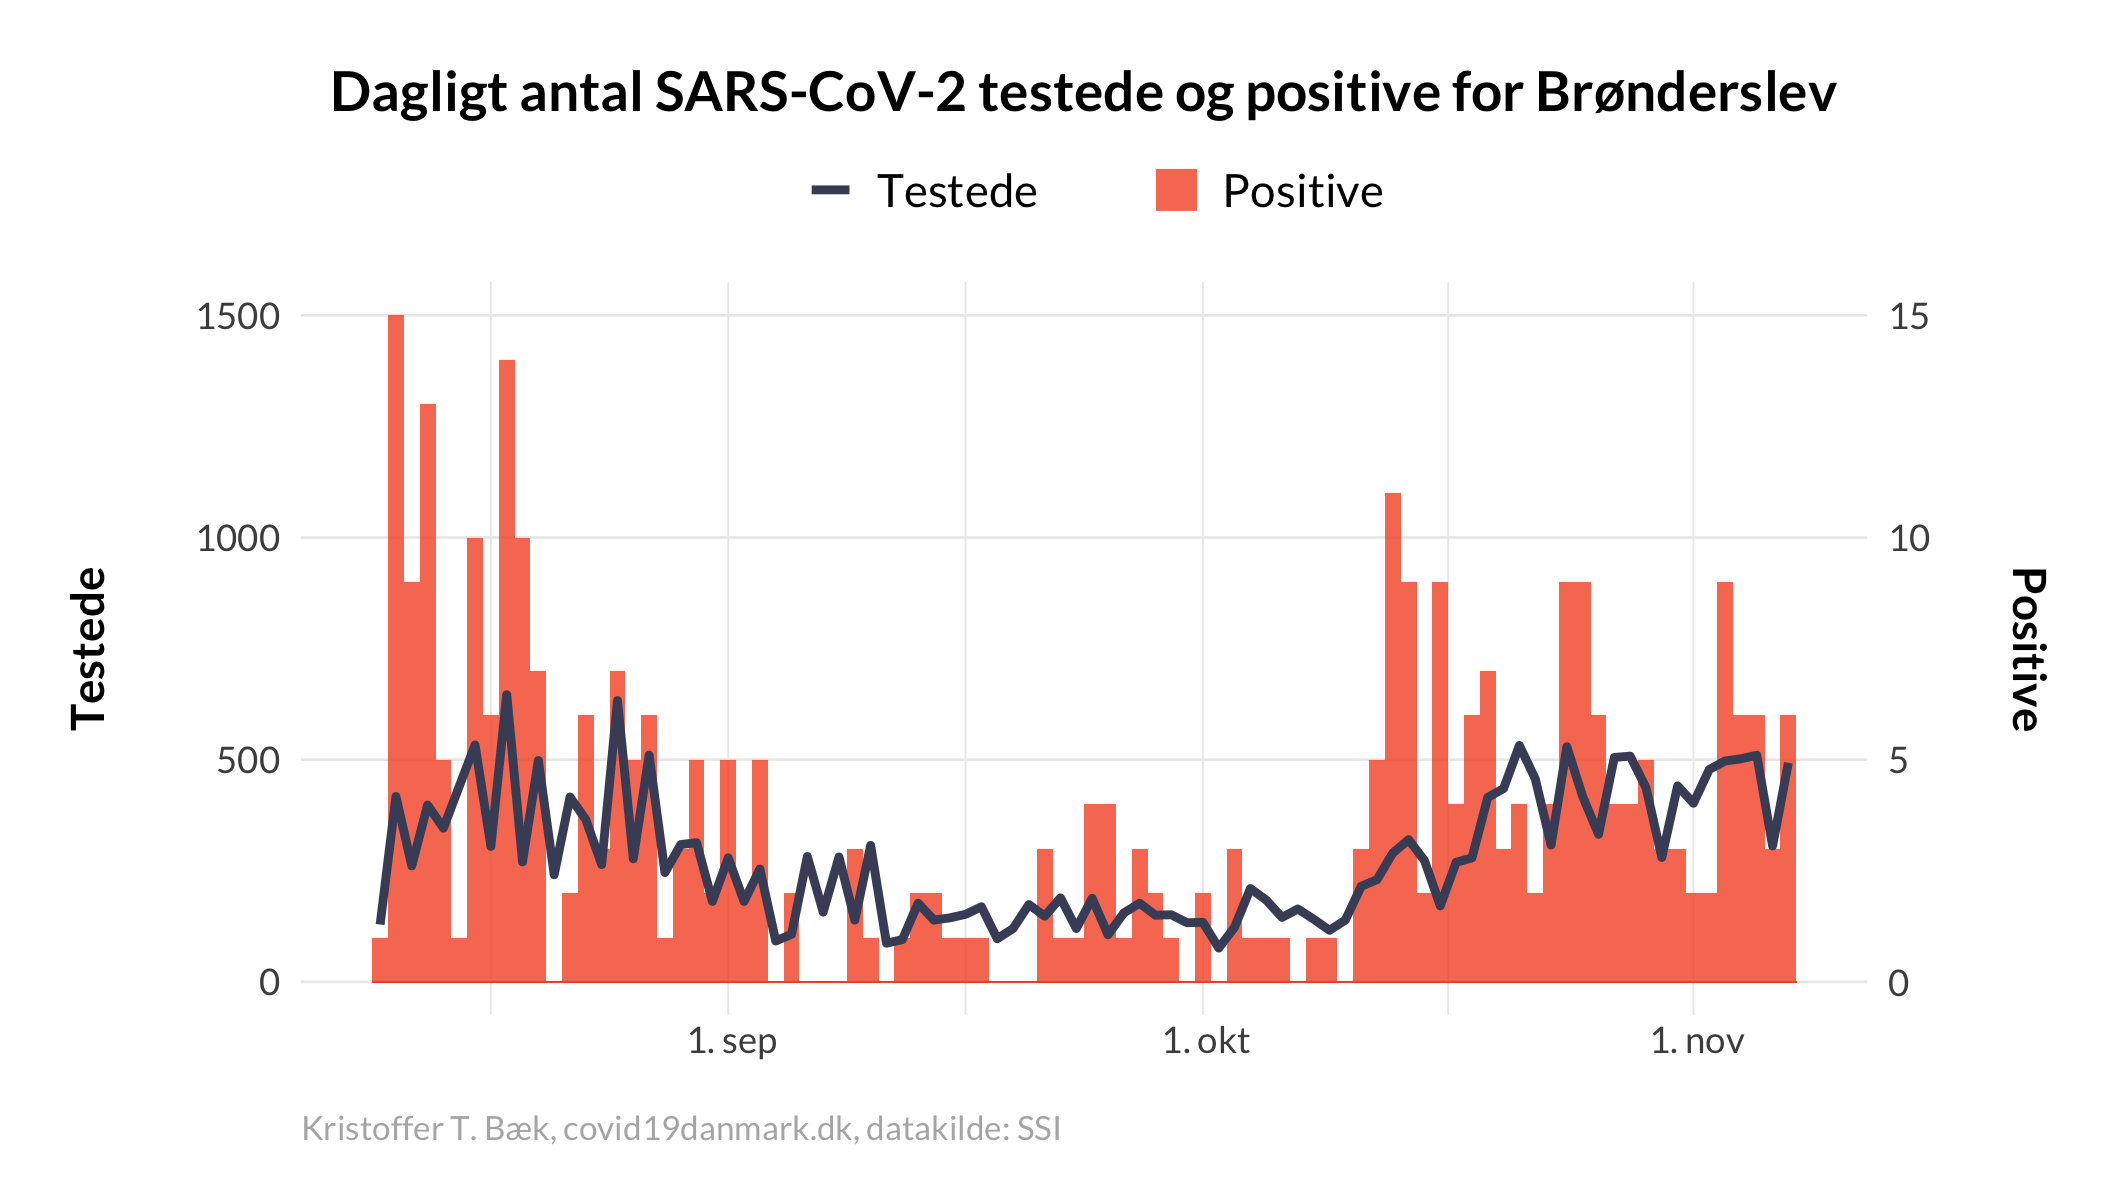 Dagligt antal SARS-CoV-2 testede og positive for Brønderslev
Testede Positive
1500 15
1000 10
500 5
0 0
Testede
Positive
1. sep 1. okt 1. nov
Kristoffer T. Bæk, covid19danmark.dk, datakilde: SSI